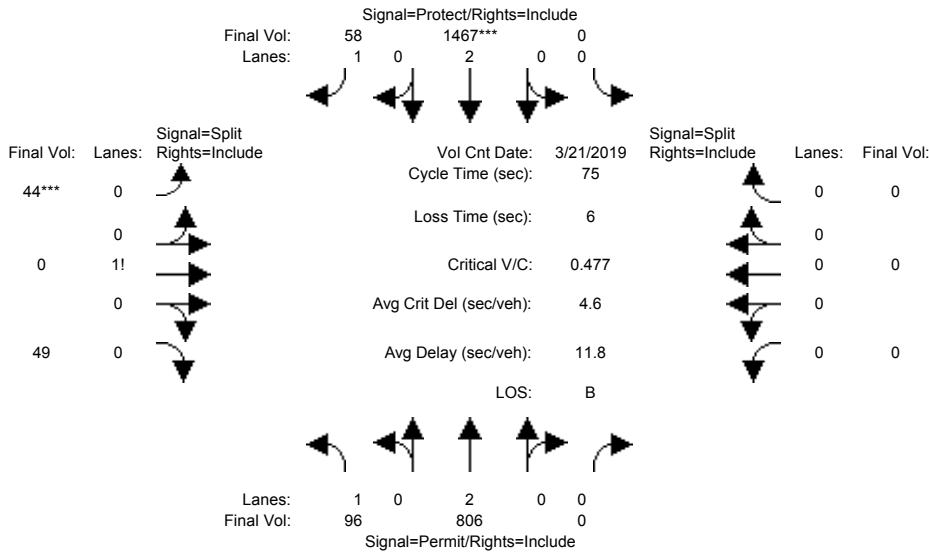 Signal=Protect/Rights=Include
Final Vol: 58 1467*** 0
Lanes: 1 0 2 0 0
Signal=Split Signal=Split
Final Vol: Lanes: Rights=Include Vol Cnt Date: 3/21/2019 Rights=Include Lanes: Final Vol:
Cycle Time (sec): 75
44*** 0 0 0
Loss Time (sec): 6
0 0
0 1! Critical V/C: 0.477 0 0
0 Avg Crit Del (sec/veh): 4.6 0
49 0 Avg Delay (sec/veh): 11.8 0 0
LOS: B
Lanes: 1 0 2 0 0
Final Vol: 96 806 0
Signal=Permit/Rights=Include